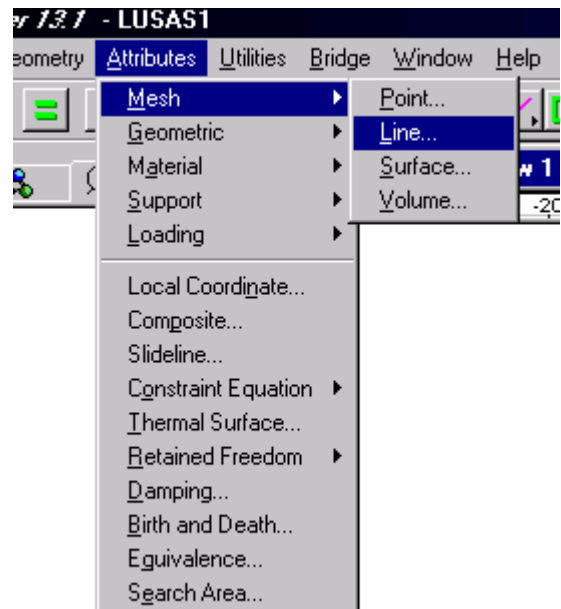 er 13.1 - LUSAS1
eometry Attributes Utilities Bridge Window Help
Mesh
Geometric
Material
Support
Loading
Local Coordinate...
Composite...
Slideline...
Constraint Equation
Thermal Surface...
Retained Freedom
Damping...
Birth and Death...
Equivalence...
Search Area...
Point...
Line...
Surface...
Volume...
w 1
-20